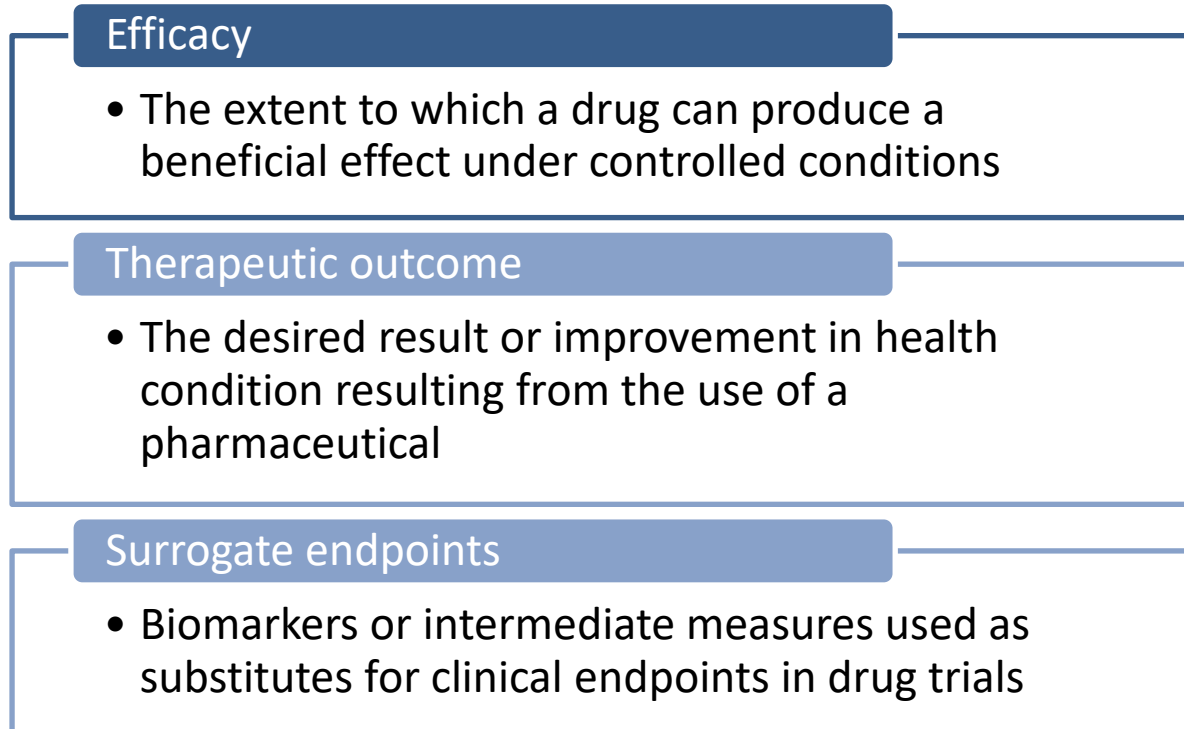 Efficacy
• The extent to which a drug can produce a
beneficial effect under controlled conditions
Therapeutic outcome
• The desired result or improvement in health
condition resulting from the use of a
pharmaceutical
Surrogate endpoints
• Biomarkers or intermediate measures used as
substitutes for clinical endpoints in drug trials